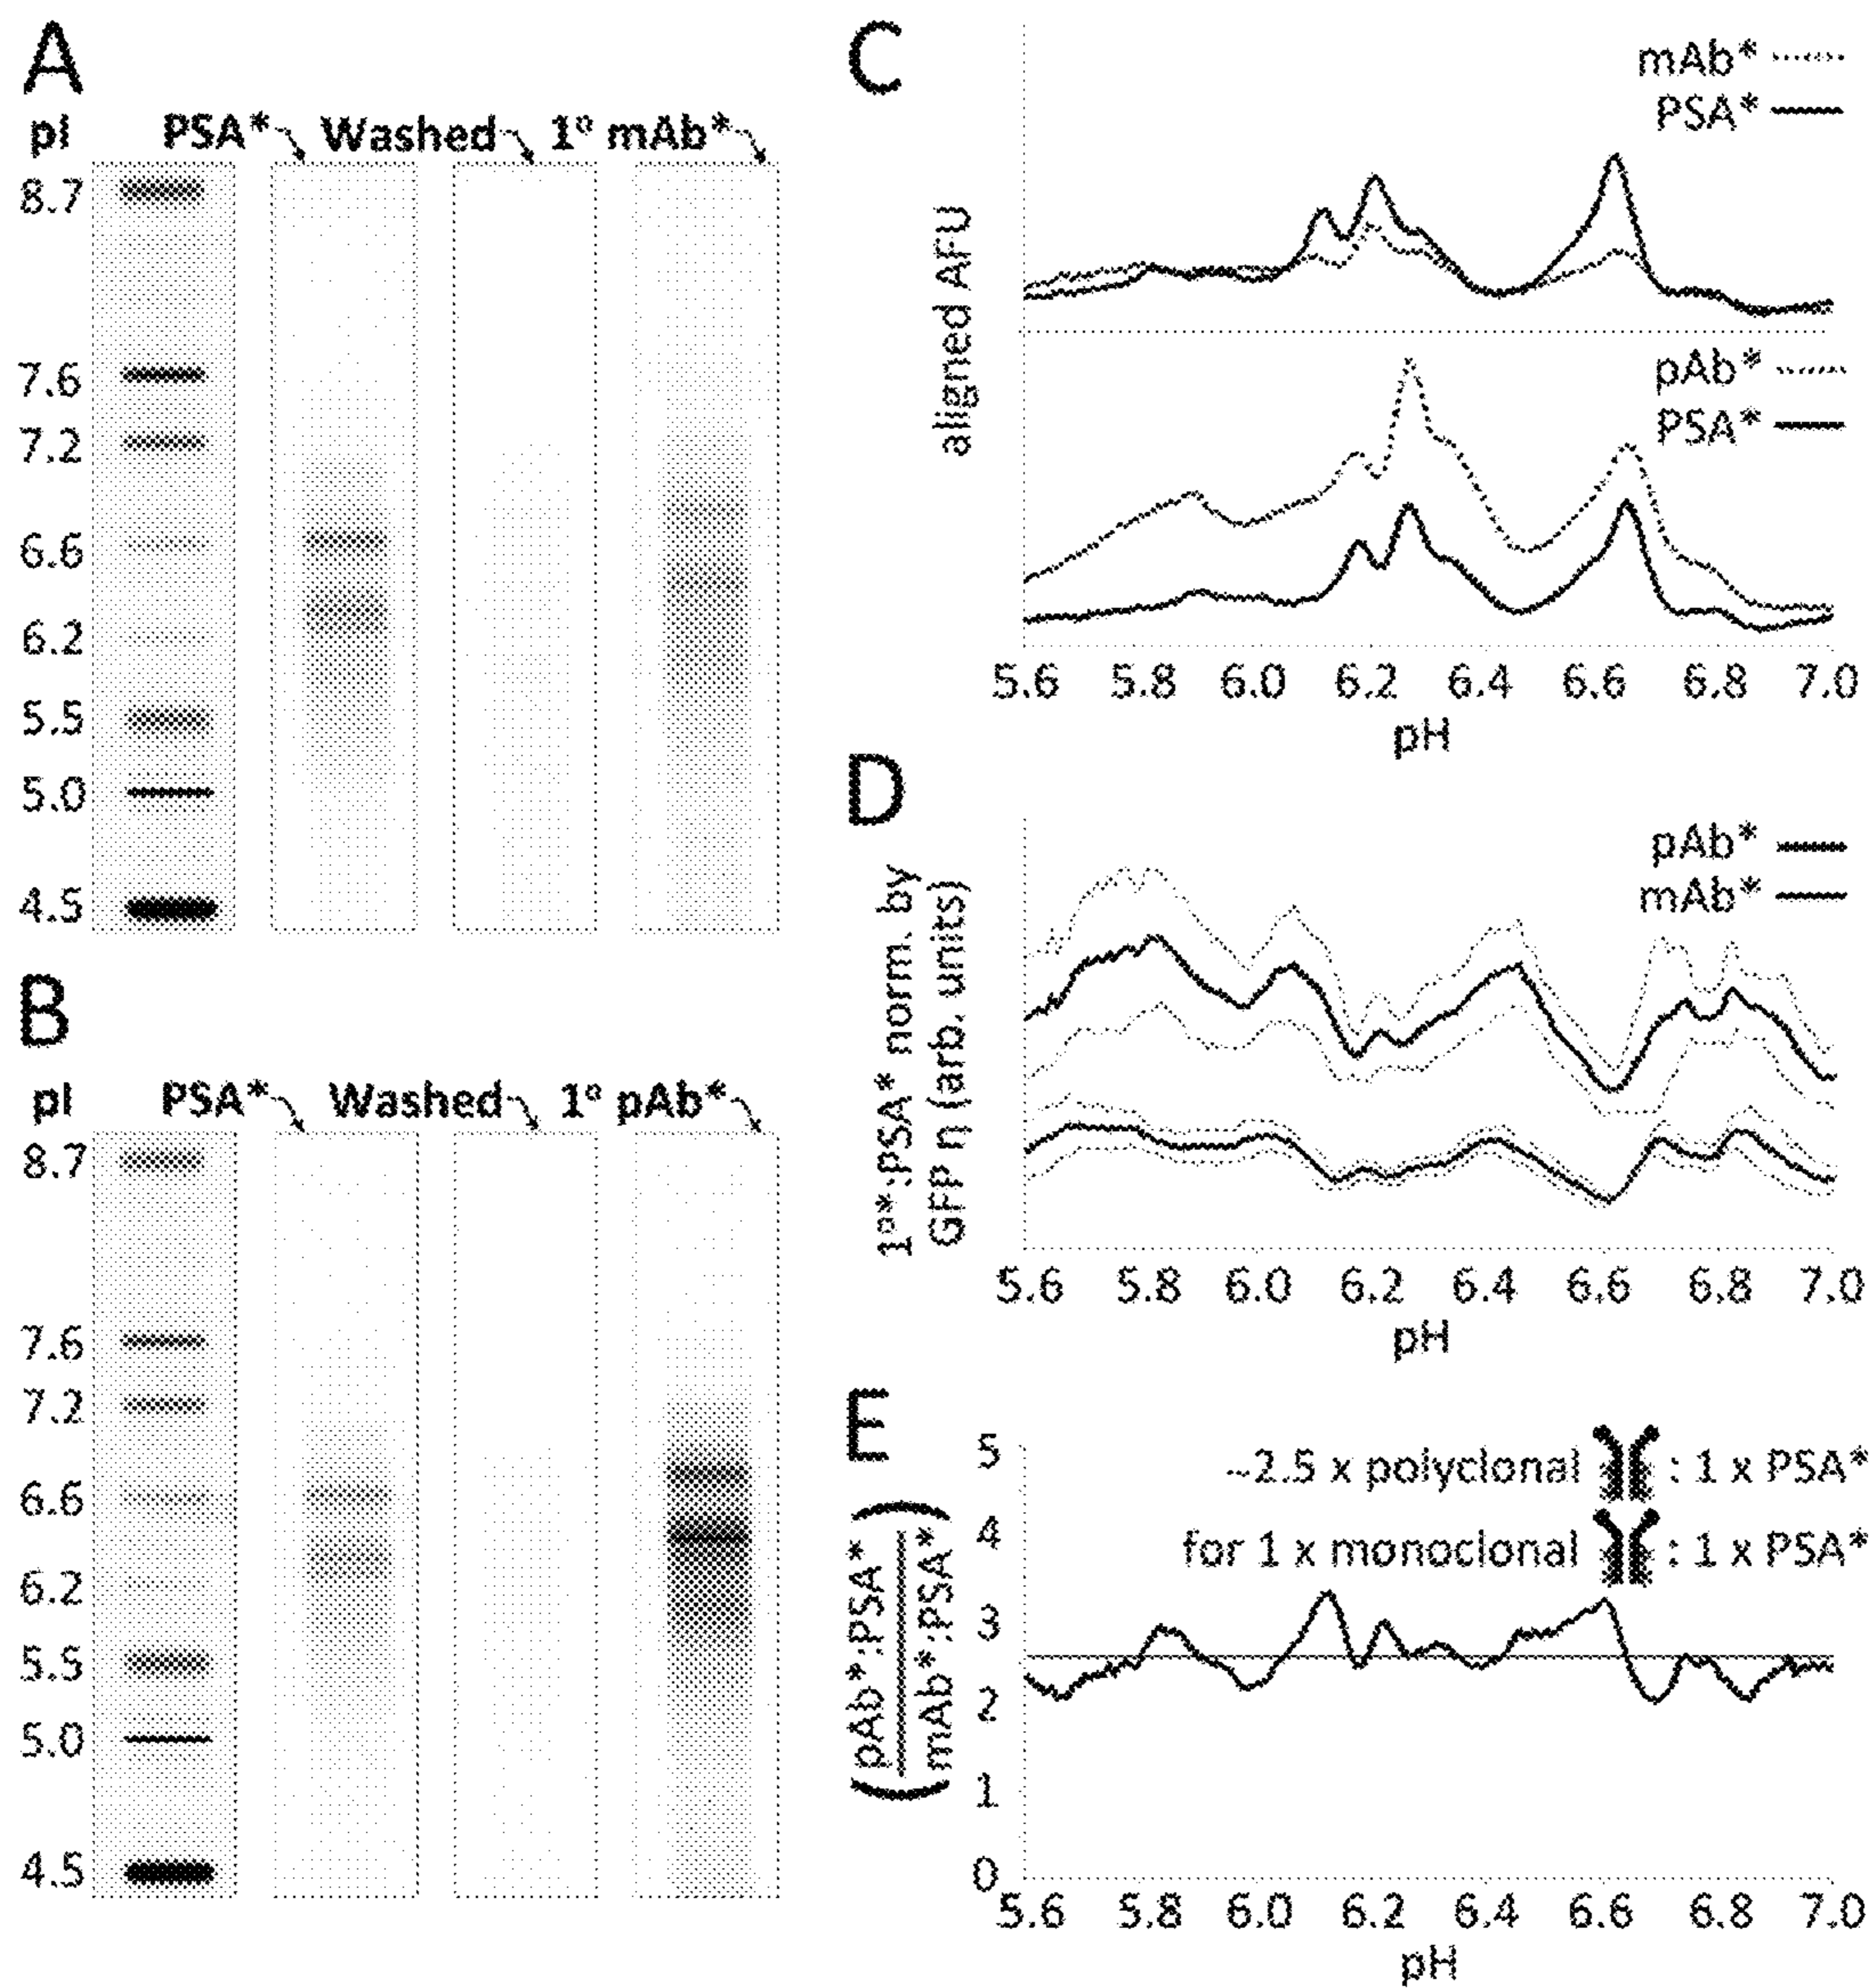 A
pI PSA* Washed 1º mAb*
8.7
7.6
7.2
6.6
6.2
5.5
5.0
4.5
B
pI PSA* Washed 1º pAb*
8.7
7.6
7.2
6.6
6.2
5.5
5.0
4.5
C
mAb*
PSA*
aligned AFU
pAb*
PSA*
5.6 5.8 6.0 6.2 6.4 6.6 6.8 7.0
pH
D
pAb*
mAb*
1º*:PSA* norm. by
GFP η (arb. units)
5.6 5.8 6.0 6.2 6.4 6.6 6.8 7.0
pH
E
~2.5 x polyclonal : 1 x PSA*
for 1 x monoclonal : 1 x PSA*
(pAb*:PSA*
mAb*:PSA*)
5
4
3
2
1
0
5.6 5.8 6.0 6.2 6.4 6.6 6.8 7.0
pH